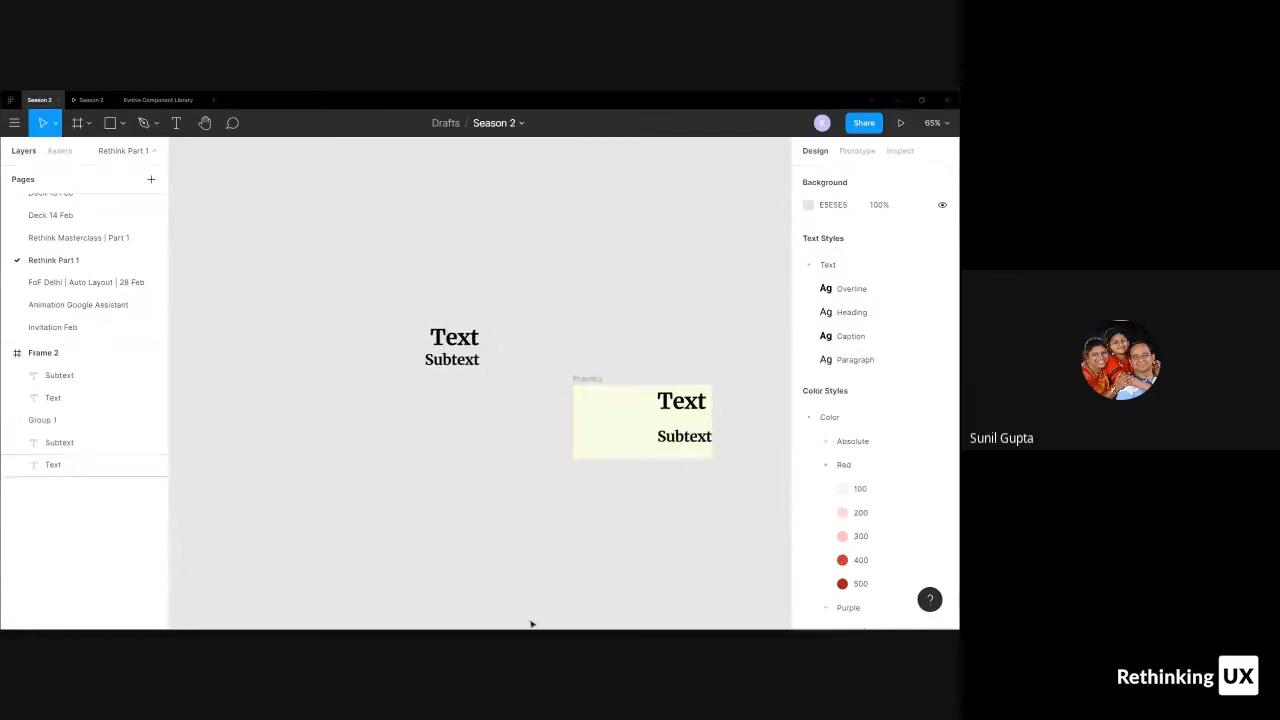 Season 2
Season 2
Evolve Component Library
Drafts / Season 2
K
Share
65%
Layers
Assets
Rethink Part 1
Pages
Deck 14 Feb
Rethink Masterclass | Part 1
Rethink Part 1
FoF Delhi | Auto Layout | 28 Feb
Animation Google Assistant
Invitation Feb
Frame 2
Subtext
Text
Group 1
Subtext
Text
Text
Subtext
Text
Subtext
Design
Prototype
Inspect
Background
E5E5E5
100%
Text Styles
Text
Ag Overline
Ag Heading
Ag Caption
Ag Paragraph
Color Styles
Color
Absolute
Red
100
200
300
400
500
Purple
?
Sunil Gupta
Rethinking UX